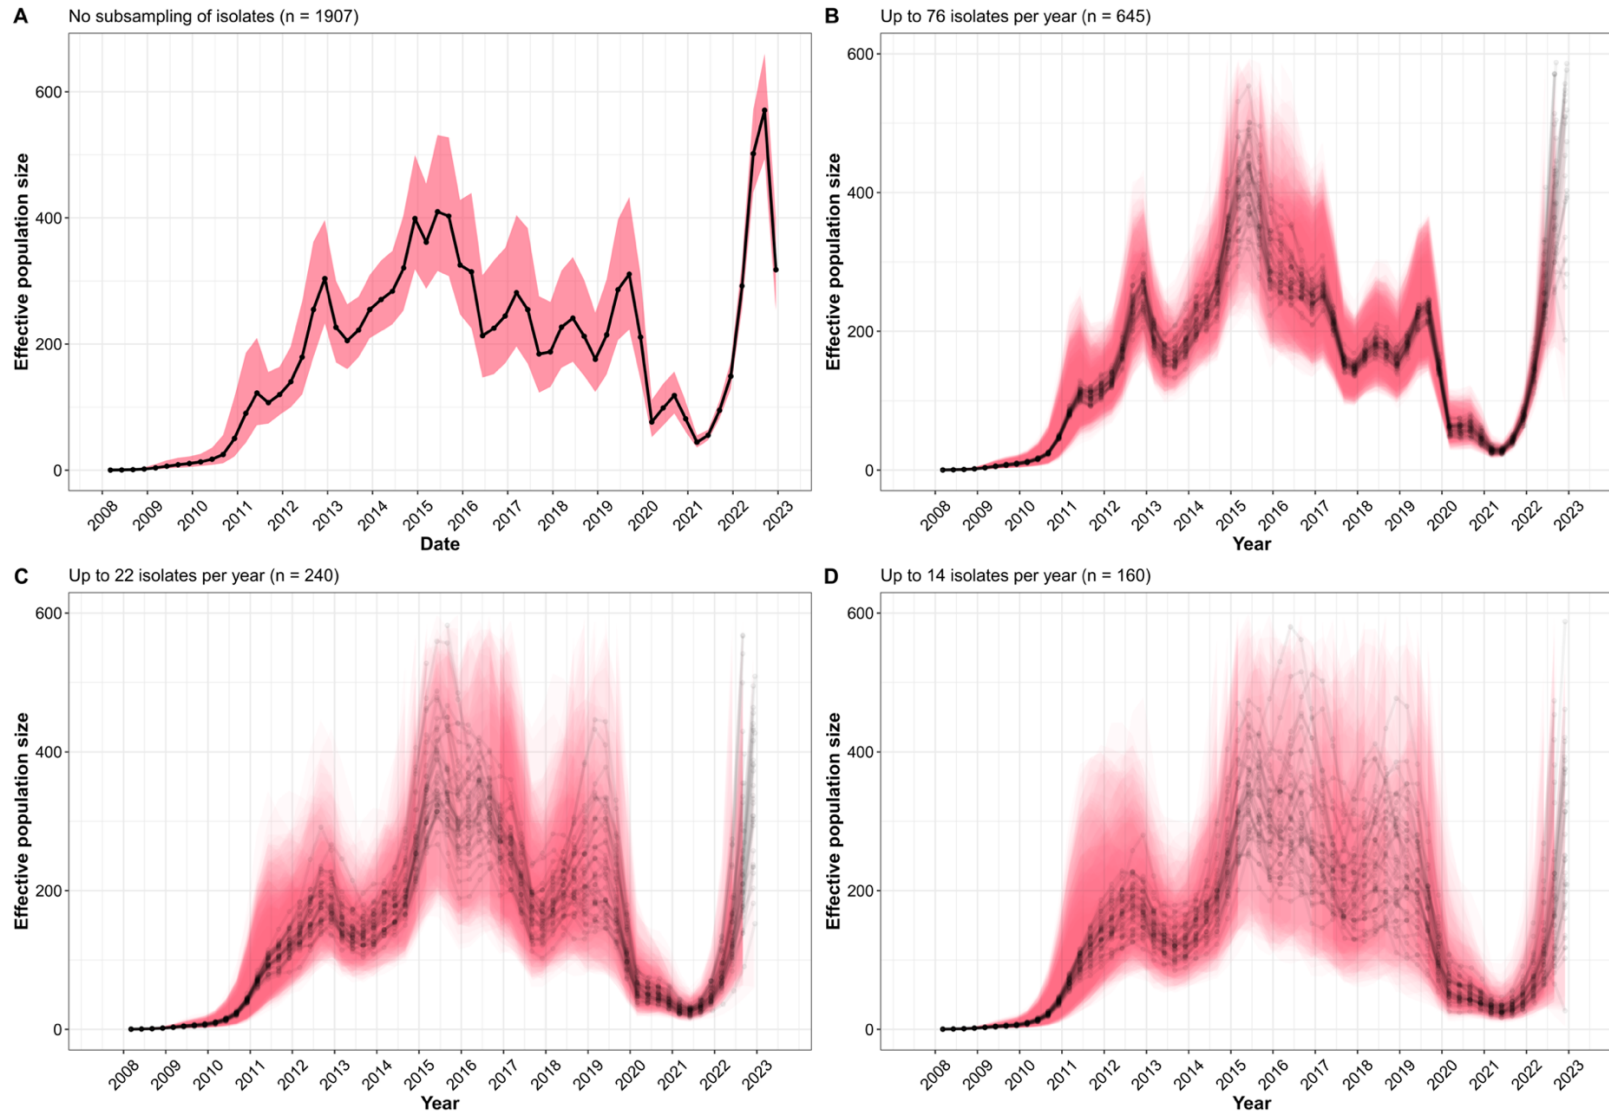 A No subsampling of isolates (n = 1907)
Effective population size
600
400
200
0
2008 2009 2010 2011 2012 2013 2014 2015 2016 2017 2018 2019 2020 2021 2022 2023
Date
B Up to 76 isolates per year (n = 645)
Effective population size
600
400
200
0
2008 2009 2010 2011 2012 2013 2014 2015 2016 2017 2018 2019 2020 2021 2022 2023
Year
C Up to 22 isolates per year (n = 240)
Effective population size
600
400
200
0
2008 2009 2010 2011 2012 2013 2014 2015 2016 2017 2018 2019 2020 2021 2022 2023
Year
D Up to 14 isolates per year (n = 160)
Effective population size
600
400
200
0
2008 2009 2010 2011 2012 2013 2014 2015 2016 2017 2018 2019 2020 2021 2022 2023
Year